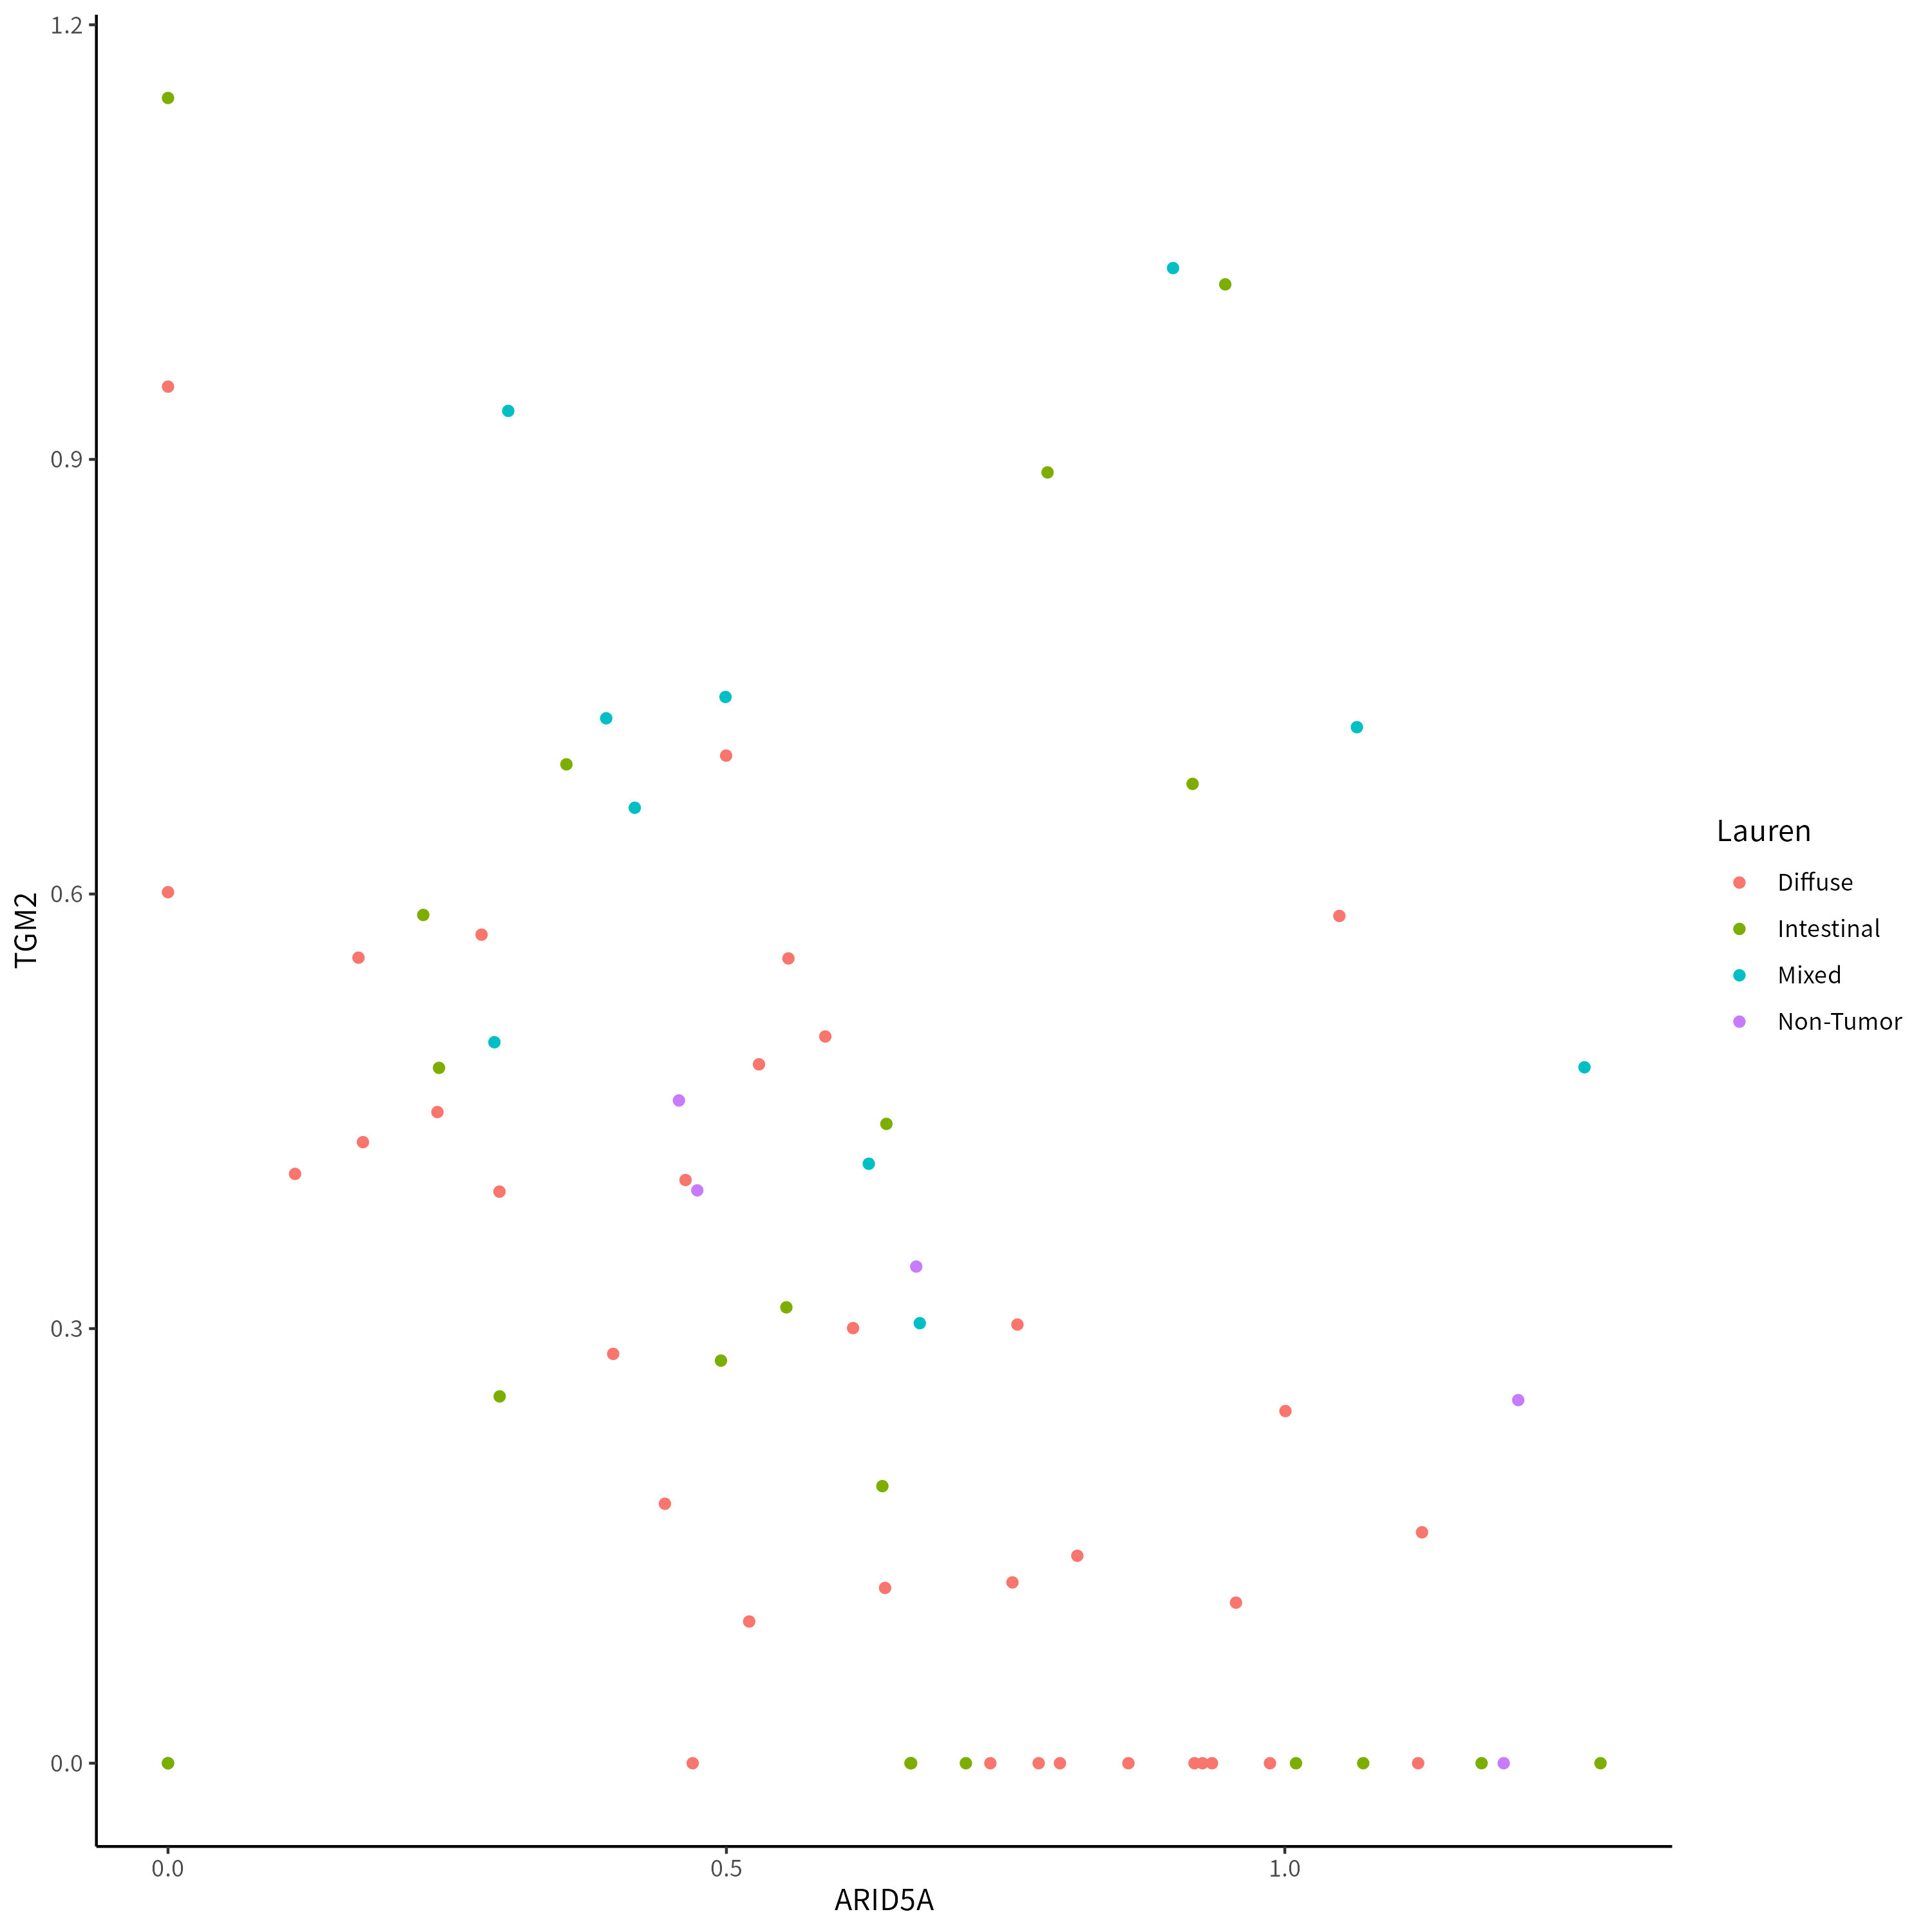 1.2
0.9
0.6
0.3
0.0
TGM2
0.0 0.5 1.0
ARID5A
Lauren
Diffuse
Intestinal
Mixed
Non-Tumor